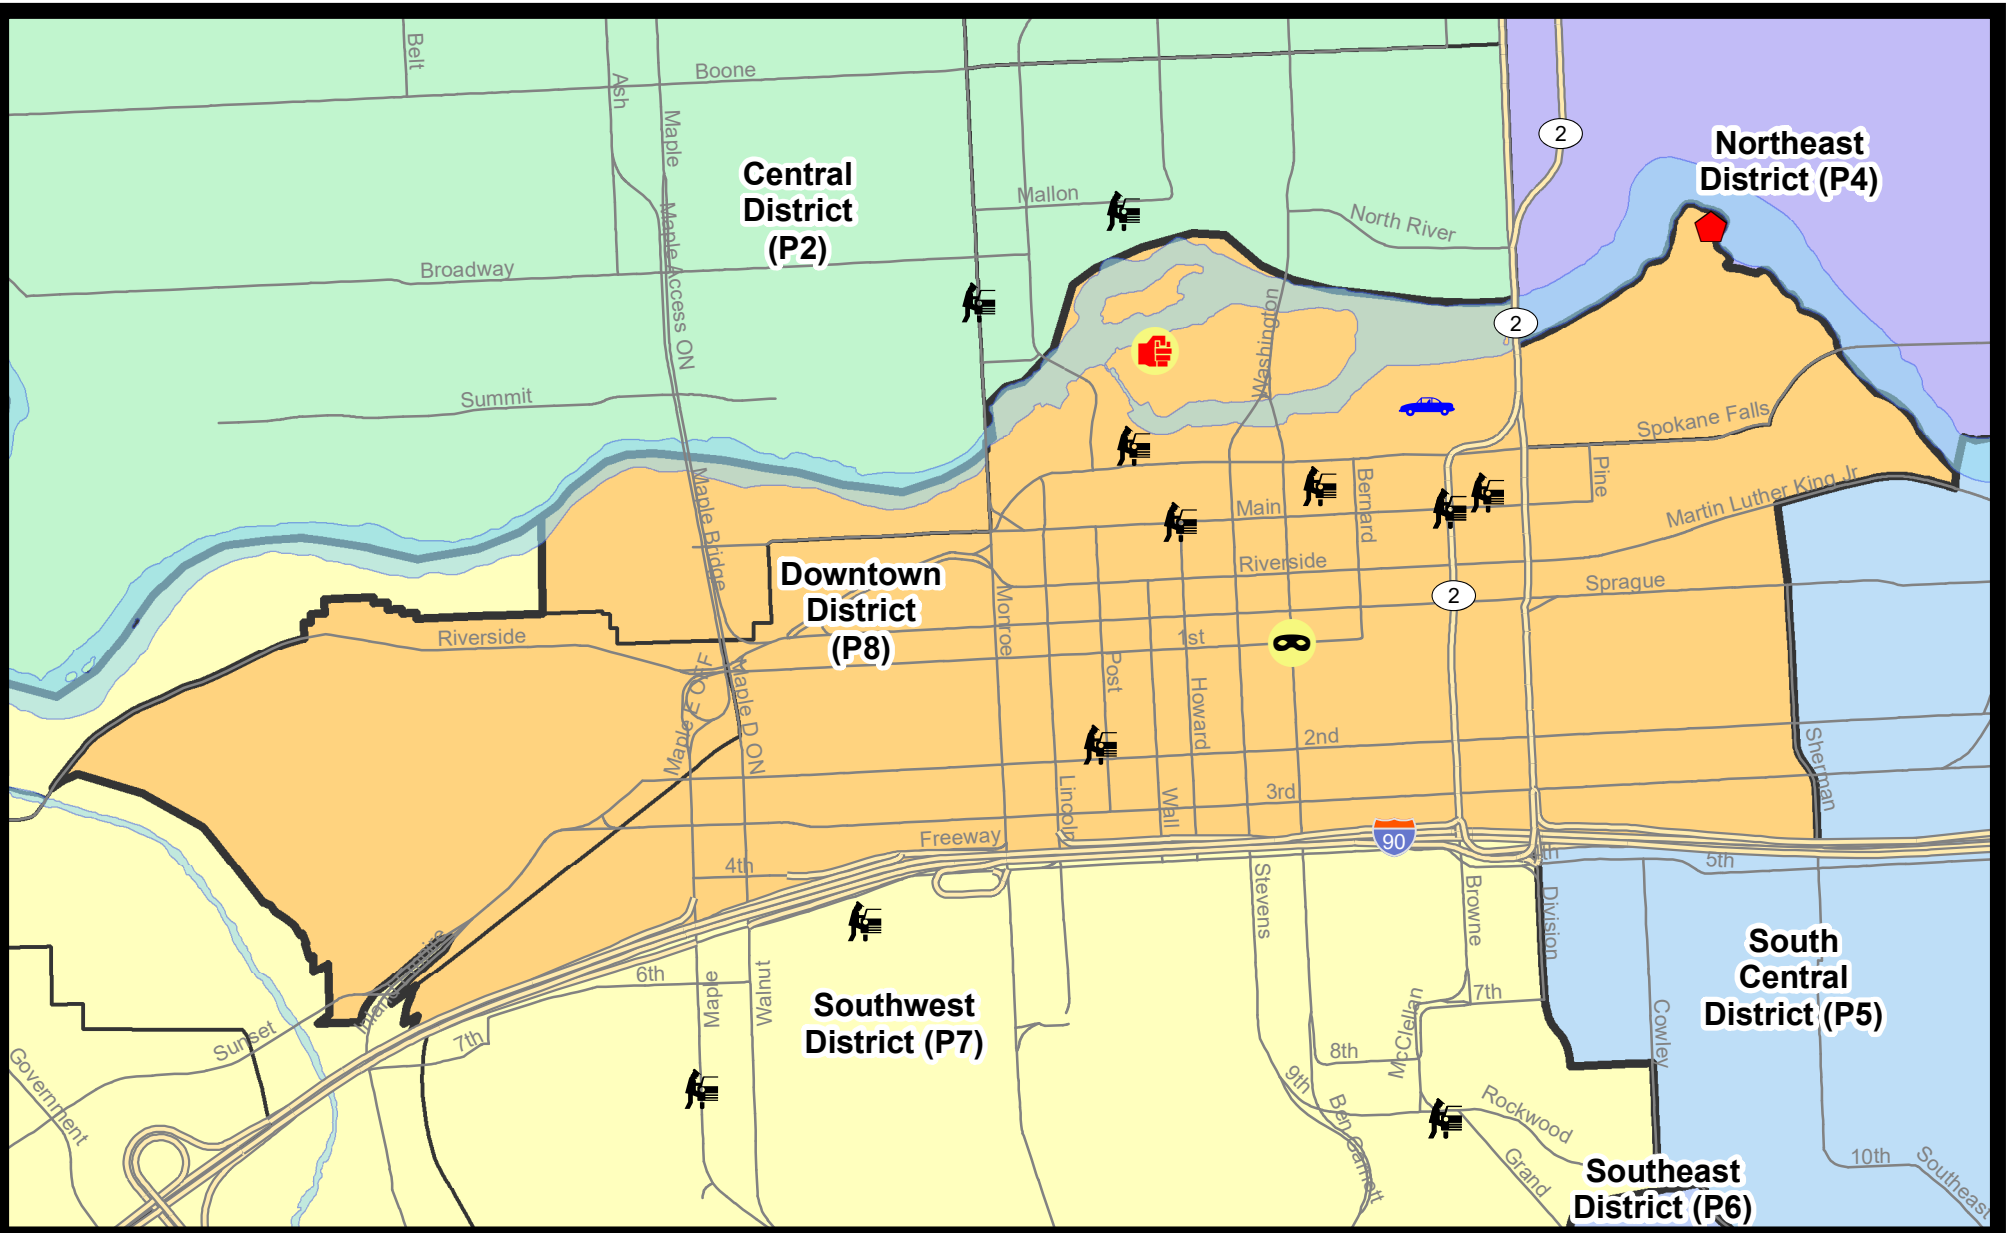 Belt
Ash
Boone
Maple
2
Northeast
District (P4)
Central
District
(P2)
Mallon
North River
Maple Access ON
Broadway
Washington
2
Summit
Spokane Falls
Maple Bridge
Main
Bernard
Pine
Martin Luther King Jr
Riverside
Downtown
District
(P8)
Sprague
2
Monroe
Riverside
1st
Post
Howard
Maple E OFF
Maple D ON
2nd
Sherman
3rd
Lincoln
Wall
Freeway
90
4th
4th
5th
Stevens
Browne
Division
South
Central
District (P5)
6th
Maple
Walnut
Southwest
District (P7)
7th
McClellan
Cowley
Sunset
7th
8th
Government
9th
Ben Garnett
Rockwood
Grand
10th
Southeast
Southeast
District (P6)